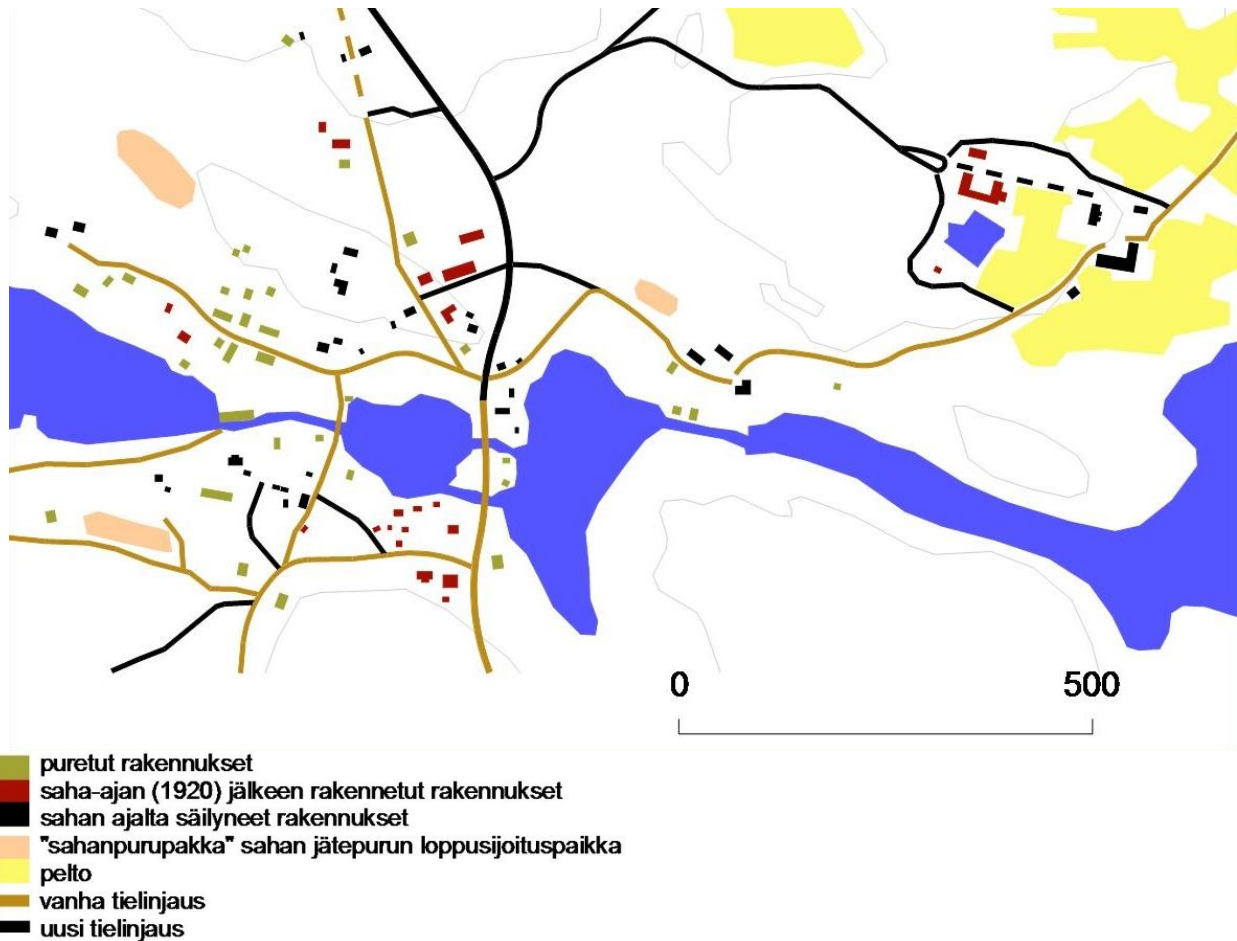 0 500
puretut rakennukset
saha-ajan (1920) jälkeen rakennetut rakennukset
sahan ajalta säilyneet rakennukset
"sahanpurupakka" sahan jätepurun loppusijoituspaikka
pelto
vanha tielinjaus
uusi tielinjaus